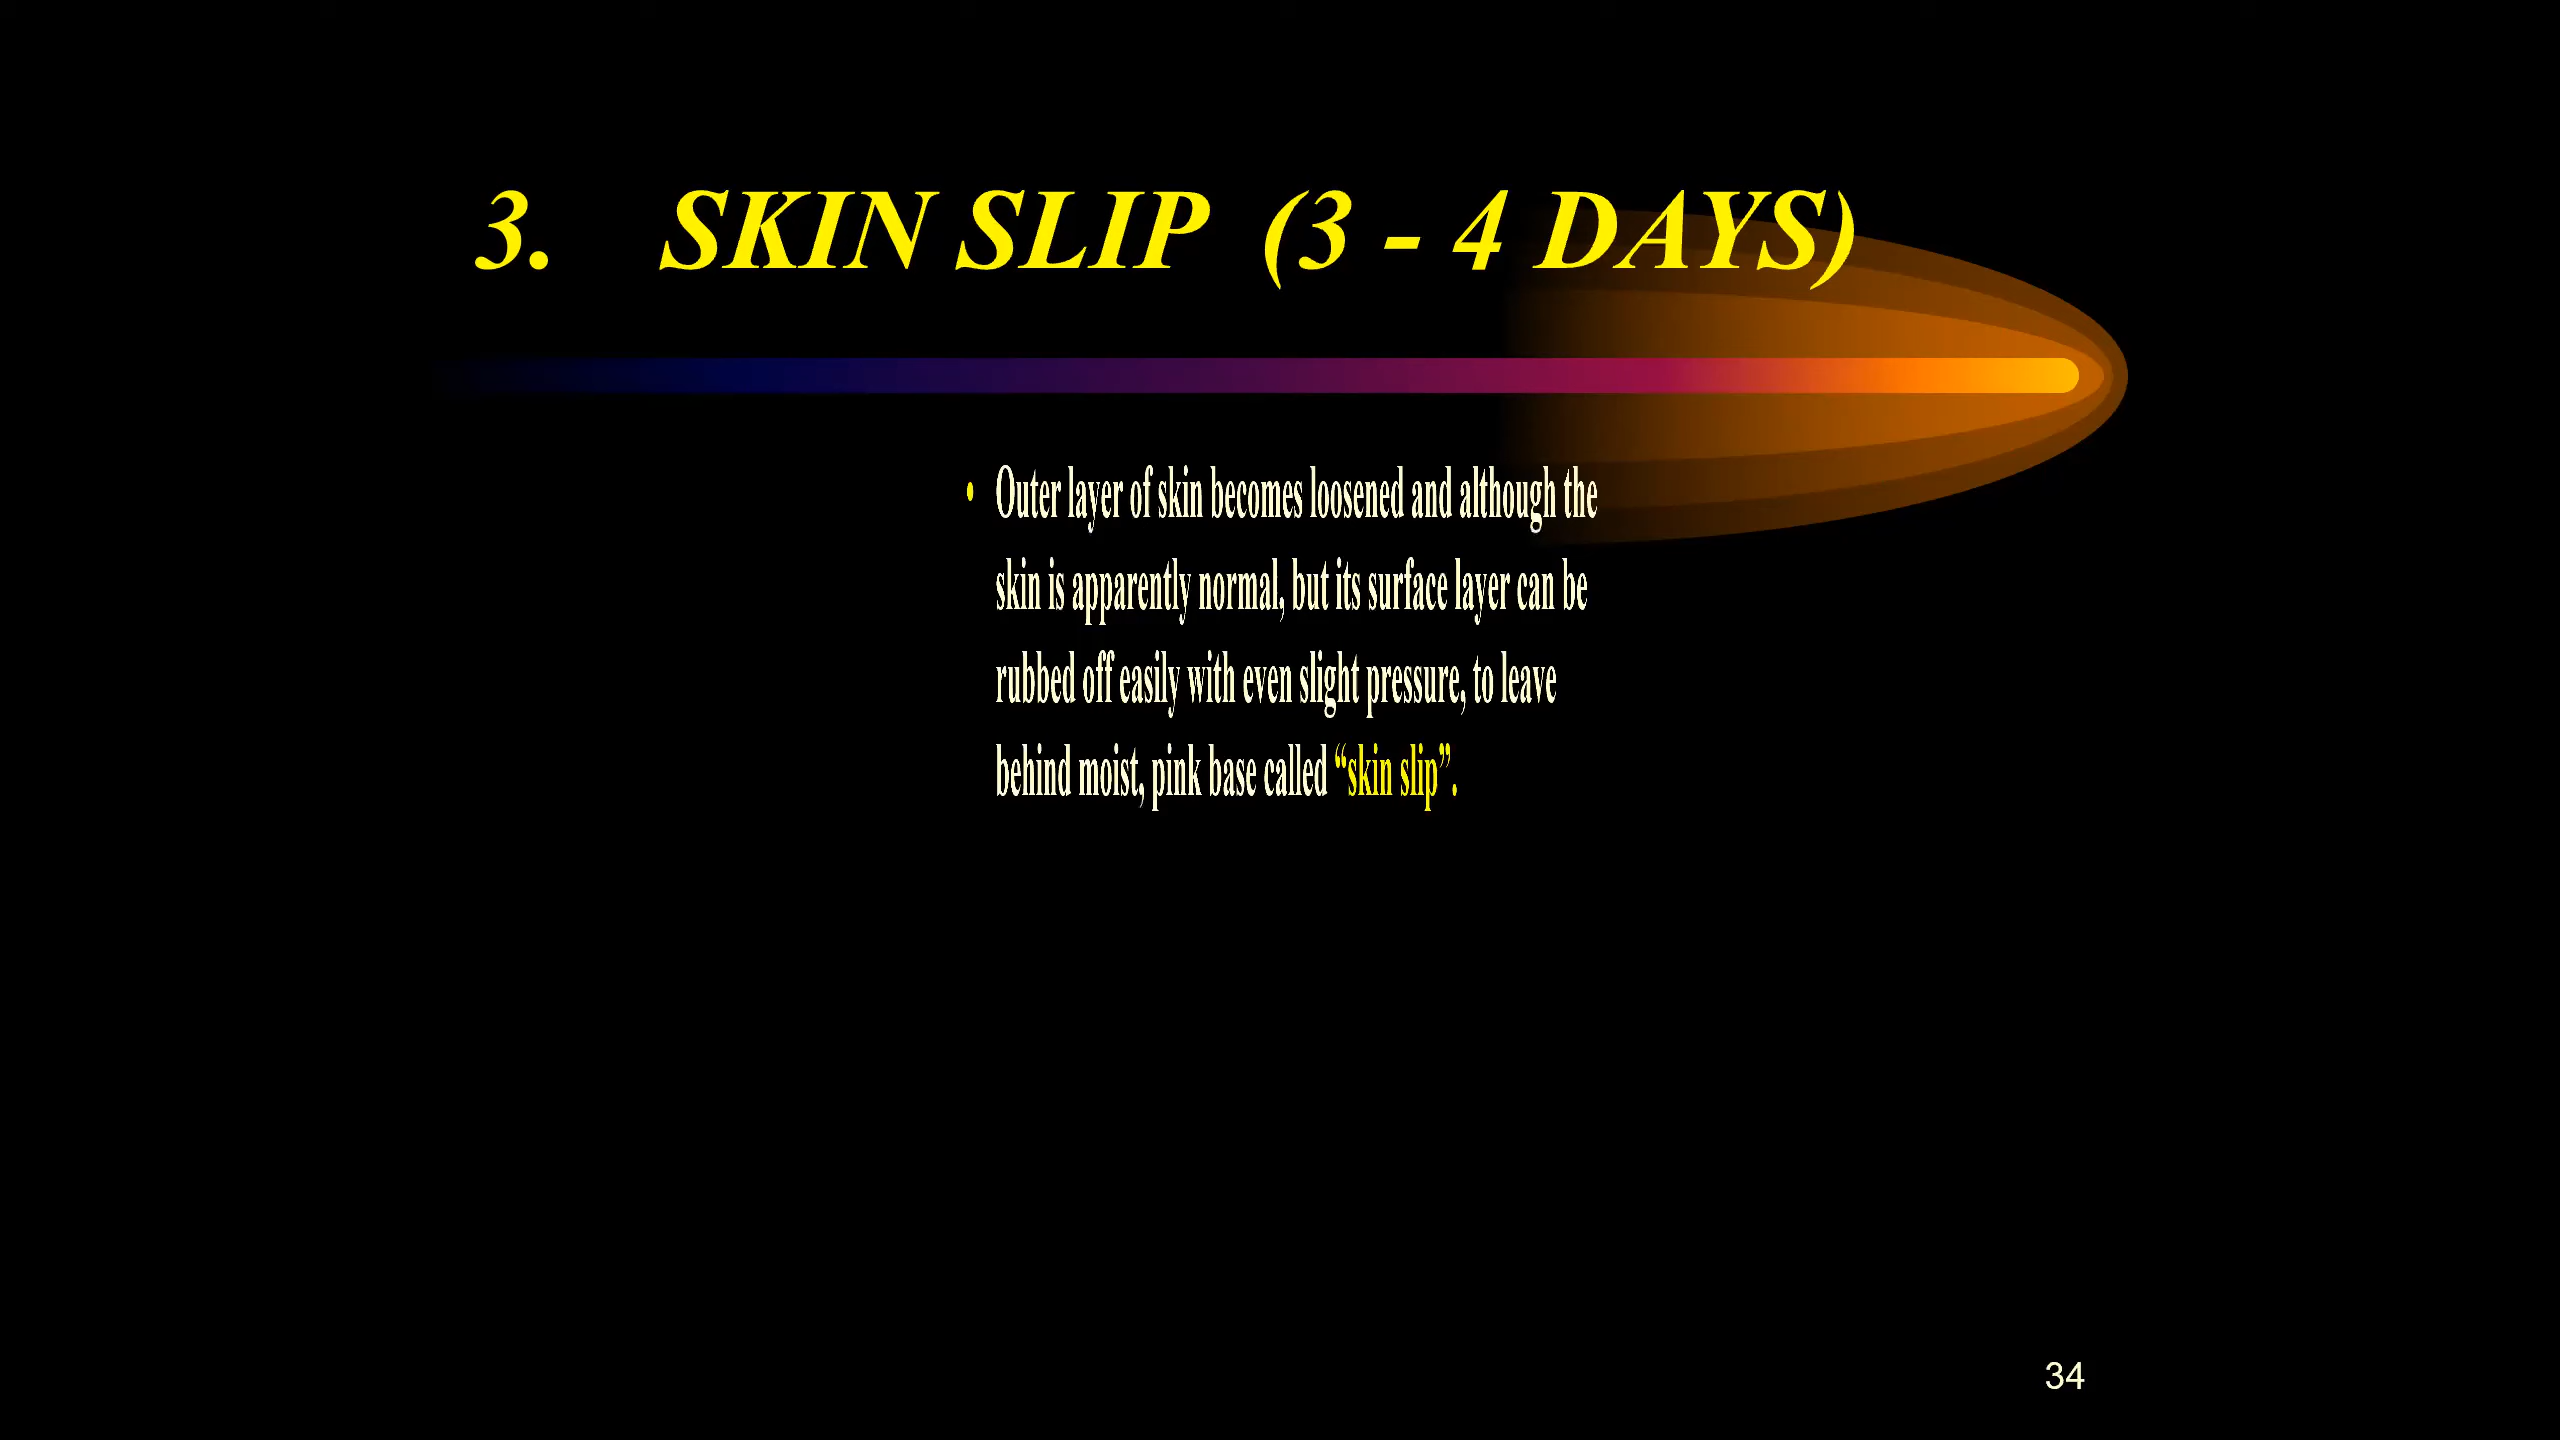 3. SKIN SLIP (3 - 4 DAYS)
• Outer layer of skin becomes loosened and although the
skin is apparently normal, but its surface layer can be
rubbed off easily with even slight pressure, to leave
behind moist, pink base called “skin slip”.
34